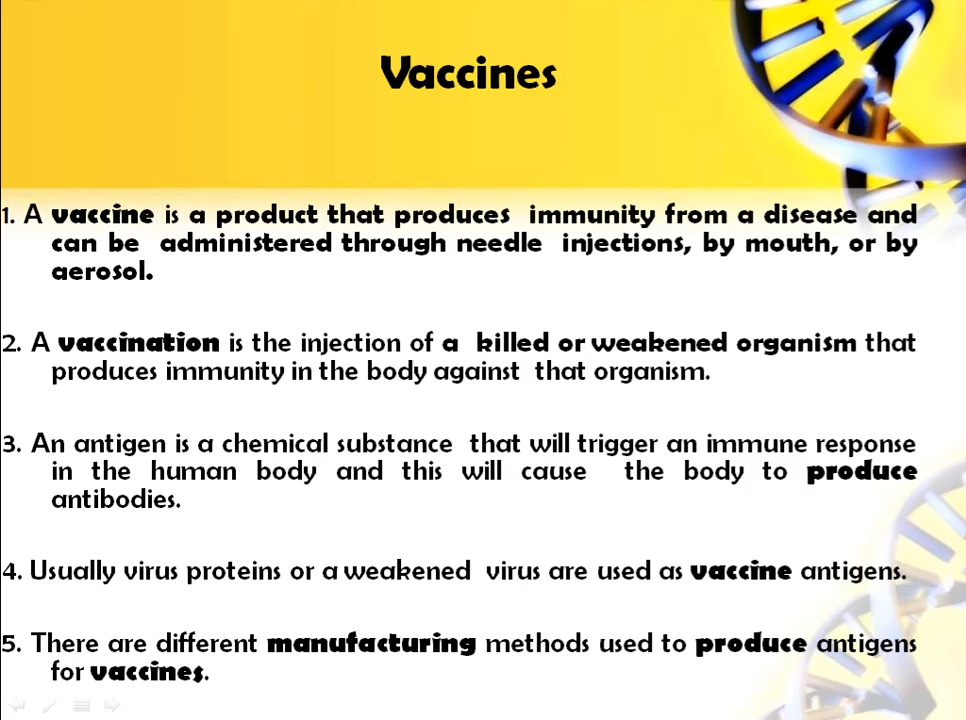 Vaccines
1. A vaccine is a product that produces immunity from a disease and
can be administered through needle injections, by mouth, or by
aerosol.
2. A vaccination is the injection of a killed or weakened organism that
produces immunity in the body against that organism.
3. An antigen is a chemical substance that will trigger an immune response
in the human body and this will cause the body to produce
antibodies.
4. Usually virus proteins or a weakened virus are used as vaccine antigens.
5. There are different manufacturing methods used to produce antigens
for vaccines.